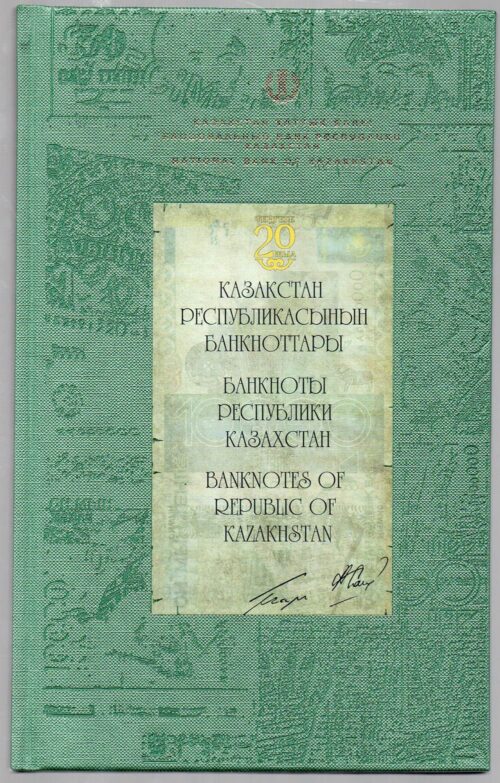 ҚАЗАҚСТАН ҰЛТТЫҚ БАНКІ
НАЦИОНАЛЬНЫЙ БАНК РЕСПУБЛИКИ
КАЗАХСТАН
NATIONAL BANK OF KAZAKHSTAN
ТЕҢГЕГЕ
20
ҚАЗАҚСТАН
РЕСПУБЛИКАСЫНЫҢ
БАНКНОТТАРЫ
БАНКНОТЫ
РЕСПУБЛИКИ
КАЗАХСТАН
BANKNOTES OF
REPUBLIC OF
KAZAKHSTAN